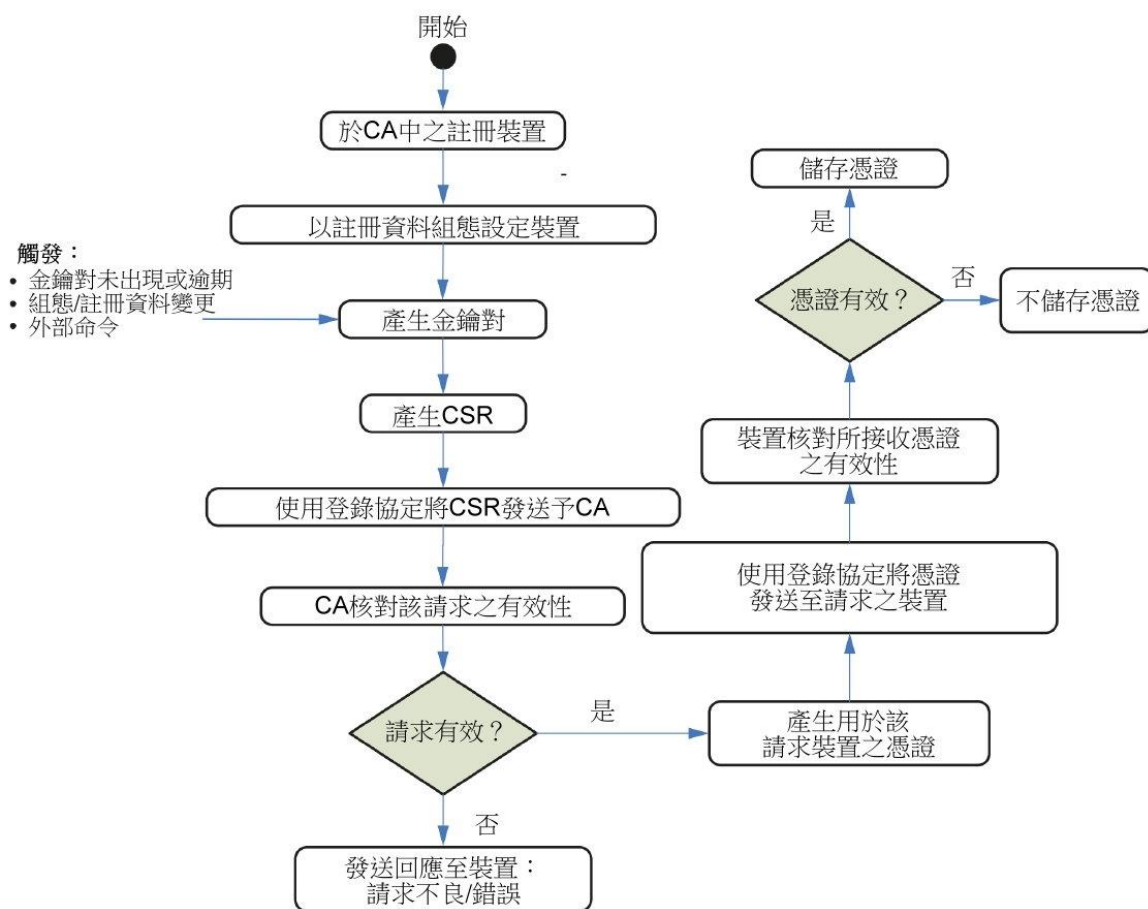 開始
於CA中之註冊裝置
-
以註冊資料組態設定裝置
觸發：
• 金鑰對未出現或逾期
• 組態/註冊資料變更
• 外部命令
產生金鑰對
產生CSR
使用登錄協定將CSR發送予CA
CA核對該請求之有效性
請求有效？
否
發送回應至裝置：
請求不良/錯誤
是
產生用於該
請求裝置之憑證
使用登錄協定將憑證
發送至請求之裝置
裝置核對所接收憑證
之有效性
憑證有效？
是
儲存憑證
否
不儲存憑證